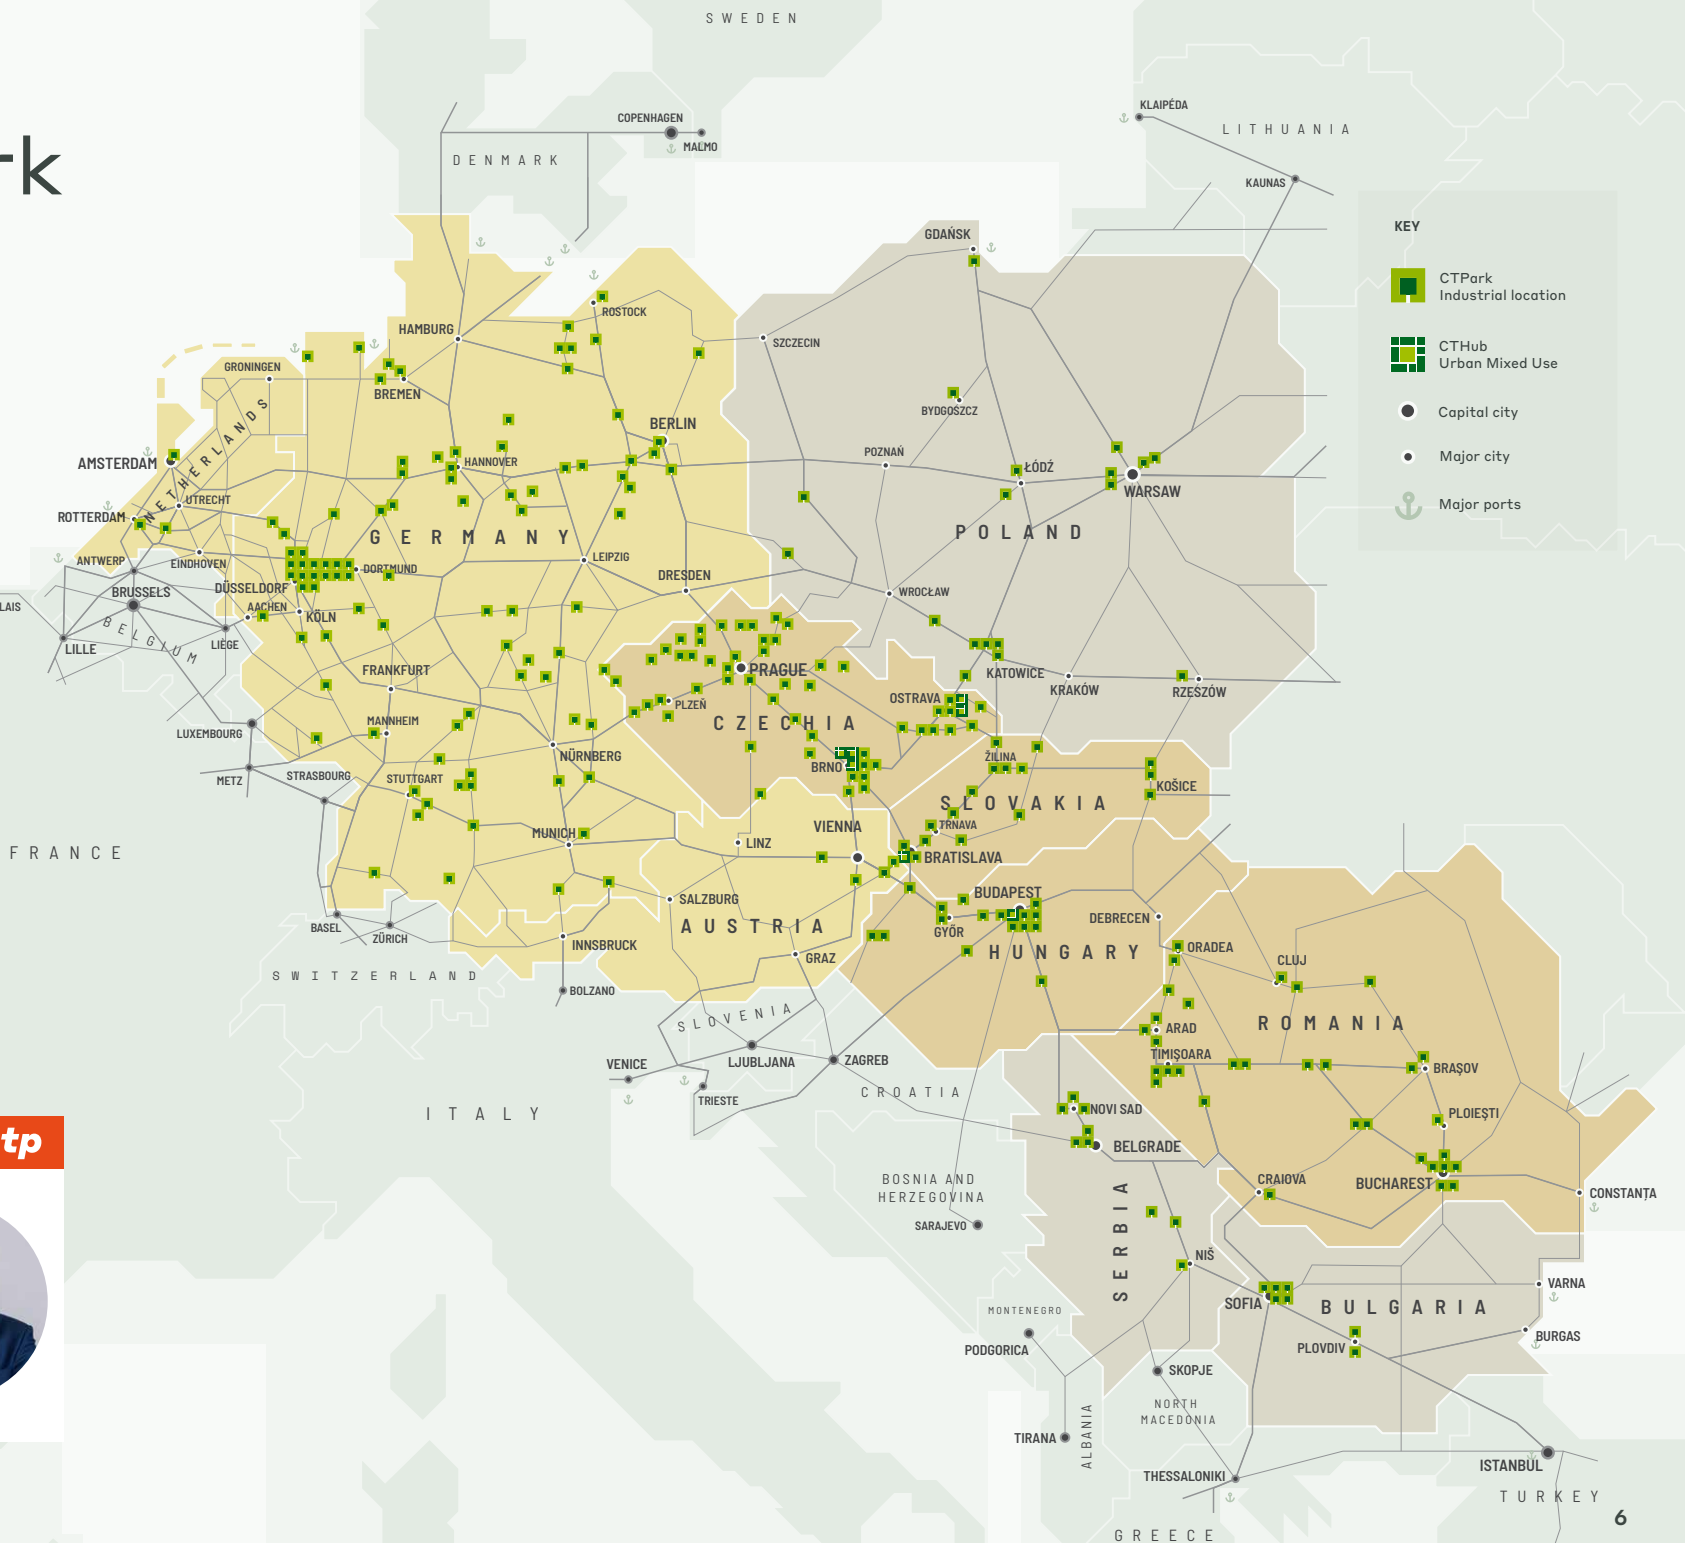 SWEDEN
KLAIPĖDA
COPENHAGEN
LITHUANIA
MALMO
DENMARK
rk
KAUNAS
KEY
GDAŃSK
CTPark
Industrial location
ROSTOCK
HAMBURG
SZCZECIN
CTHub
Urban Mixed Use
GRONINGEN
BREMEN
BYDGOSZCZ
Capital city
BERLIN
NETHERLANDS
POZNAŃ
Major city
AMSTERDAM
HANNOVER
ŁÓDŹ
WARSAW
UTRECHT
Major ports
ROTTERDAM
GERMANY
POLAND
ANTWERP
EINDHOVEN
LEIPZIG
DORTMUND
DRESDEN
BRUSSELS
DÜSSELDORF
WROCŁAW
LAIS
AACHEN
KÖLN
BELGIUM
LILLE
LIÈGE
FRANKFURT
PRAGUE
KATOWICE
KRAKÓW
RZESZÓW
OSTRAVA
PLZEŇ
MANNHEIM
CZECHIA
LUXEMBOURG
NÜRNBERG
ŽILINA
BRNO
METZ
STRASBOURG
STUTTGART
KOŠICE
SLOVAKIA
VIENNA
TRNAVA
MUNICH
LINZ
FRANCE
BRATISLAVA
BUDAPEST
SALZBURG
DEBRECEN
BASEL
ZÜRICH
AUSTRIA
GYÖR
INNSBRUCK
HUNGARY
ORADEA
GRAZ
CLUJ
SWITZERLAND
BOLZANO
SLOVENIA
ROMANIA
ARAD
TIMIȘOARA
VENICE
LJUBLJANA
ZAGREB
BRAȘOV
CROATIA
TRIESTE
NOVI SAD
ITALY
PLOIEȘTI
tp
BELGRADE
BOSNIA AND
HERZEGOVINA
CRAIOVA
BUCHAREST
CONSTANȚA
SARAJEVO
SERBIA
NIŠ
VARNA
SOFIA
BULGARIA
MONTENEGRO
BURGAS
PODGORICA
PLOVDIV
SKOPJE
NORTH
MACEDONIA
TIRANA
ALBANIA
ISTANBUL
THESSALONIKI
TURKEY
6
GREECE